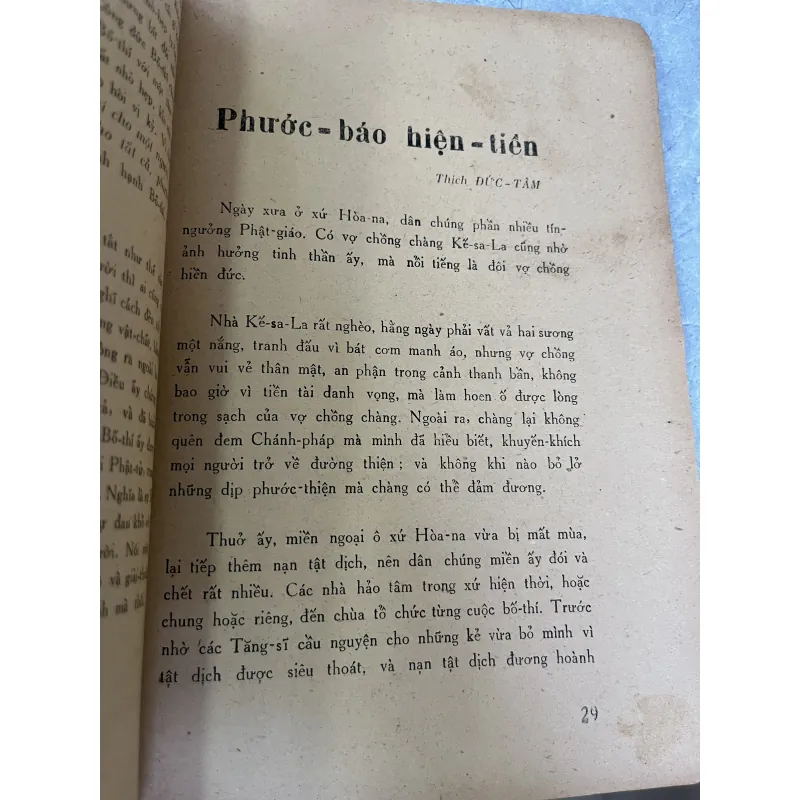 Phước-báo hiện-tiền
Thích ĐỨC-TÂM
Ngày xưa ở xứ Hòa-na, dân chúng phần nhiều tín-
ngưởng Phật-giáo. Có vợ chồng chàng Kế-sa-La cũng nhờ
ảnh hưởng tinh thần ấy, mà nổi tiếng là đôi vợ chồng
hiền đức.
Nhà Kế-sa-La rất nghèo, hằng ngày phải vất vả hai sương
một nắng, tranh đấu vì bát cơm manh áo, nhưng vợ chồng
vẫn vui vẻ thân mật, an phận trong cảnh thanh bần, không
bao giờ vì tiền tài danh vọng, mà làm hoen ố được lòng
trong sạch của vợ chồng chàng. Ngoài ra, chàng lại không
quên đem Chánh-pháp mà mình đã hiểu biết, khuyến-khích
mọi người trở về đường thiện ; và không khi nào bỏ lở
những dịp phước-thiện mà chàng có thể đảm đương.
Thuở ấy, miền ngoại ô xứ Hòa-na vừa bị mất mùa,
lại tiếp thêm nạn tật dịch, nên dân chúng miền ấy đói và
chết rất nhiều. Các nhà hảo tâm trong xứ hiện thời, hoặc
chung hoặc riêng, đến chùa tổ chức từng cuộc bố-thí. Trước
nhờ các Tăng-sĩ cầu nguyện cho những kẻ vừa bỏ mình vì
tật dịch được siêu thoát, và nạn tật dịch đương hoành
29